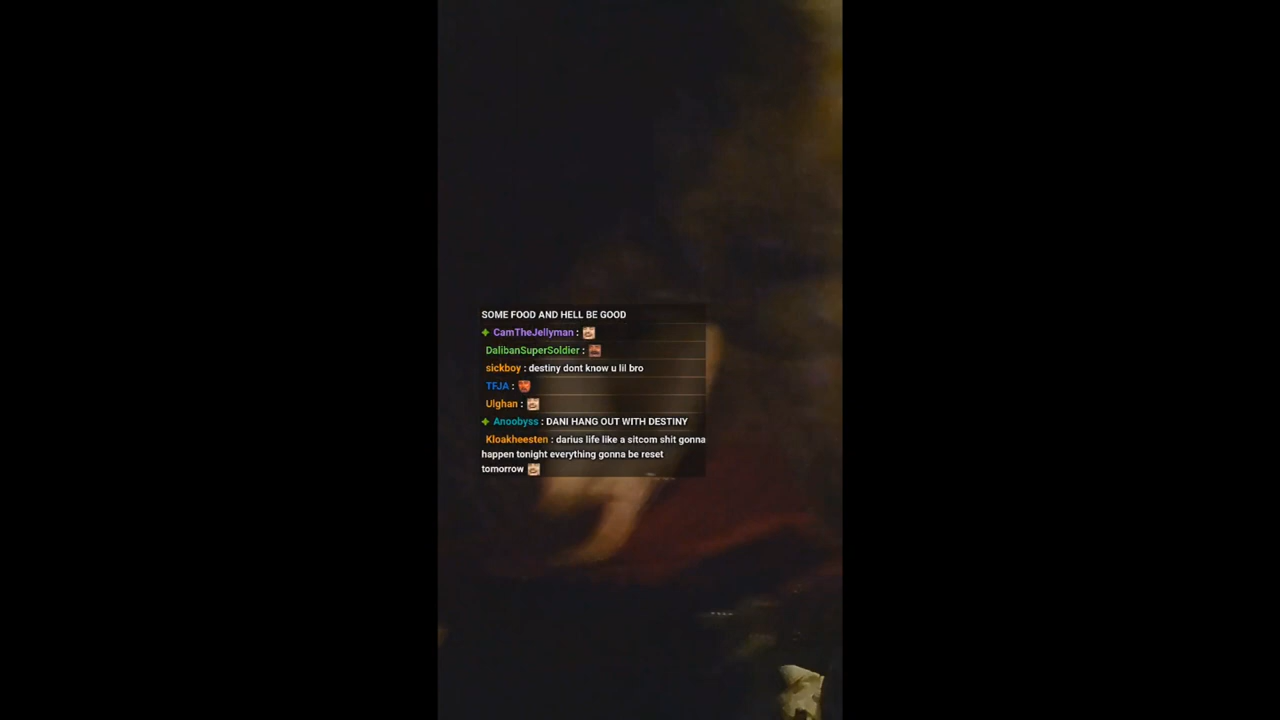 SOME FOOD AND HELL BE GOOD
CamTheJellyman :
DalibanSuperSoldier :
sickboy : destiny dont know u lil bro
TFJA :
Ulghan :
Anoobyss : DANI HANG OUT WITH DESTINY
Kloakheesten : darius life like a sitcom shit gonna
happen tonight everything gonna be reset
tomorrow